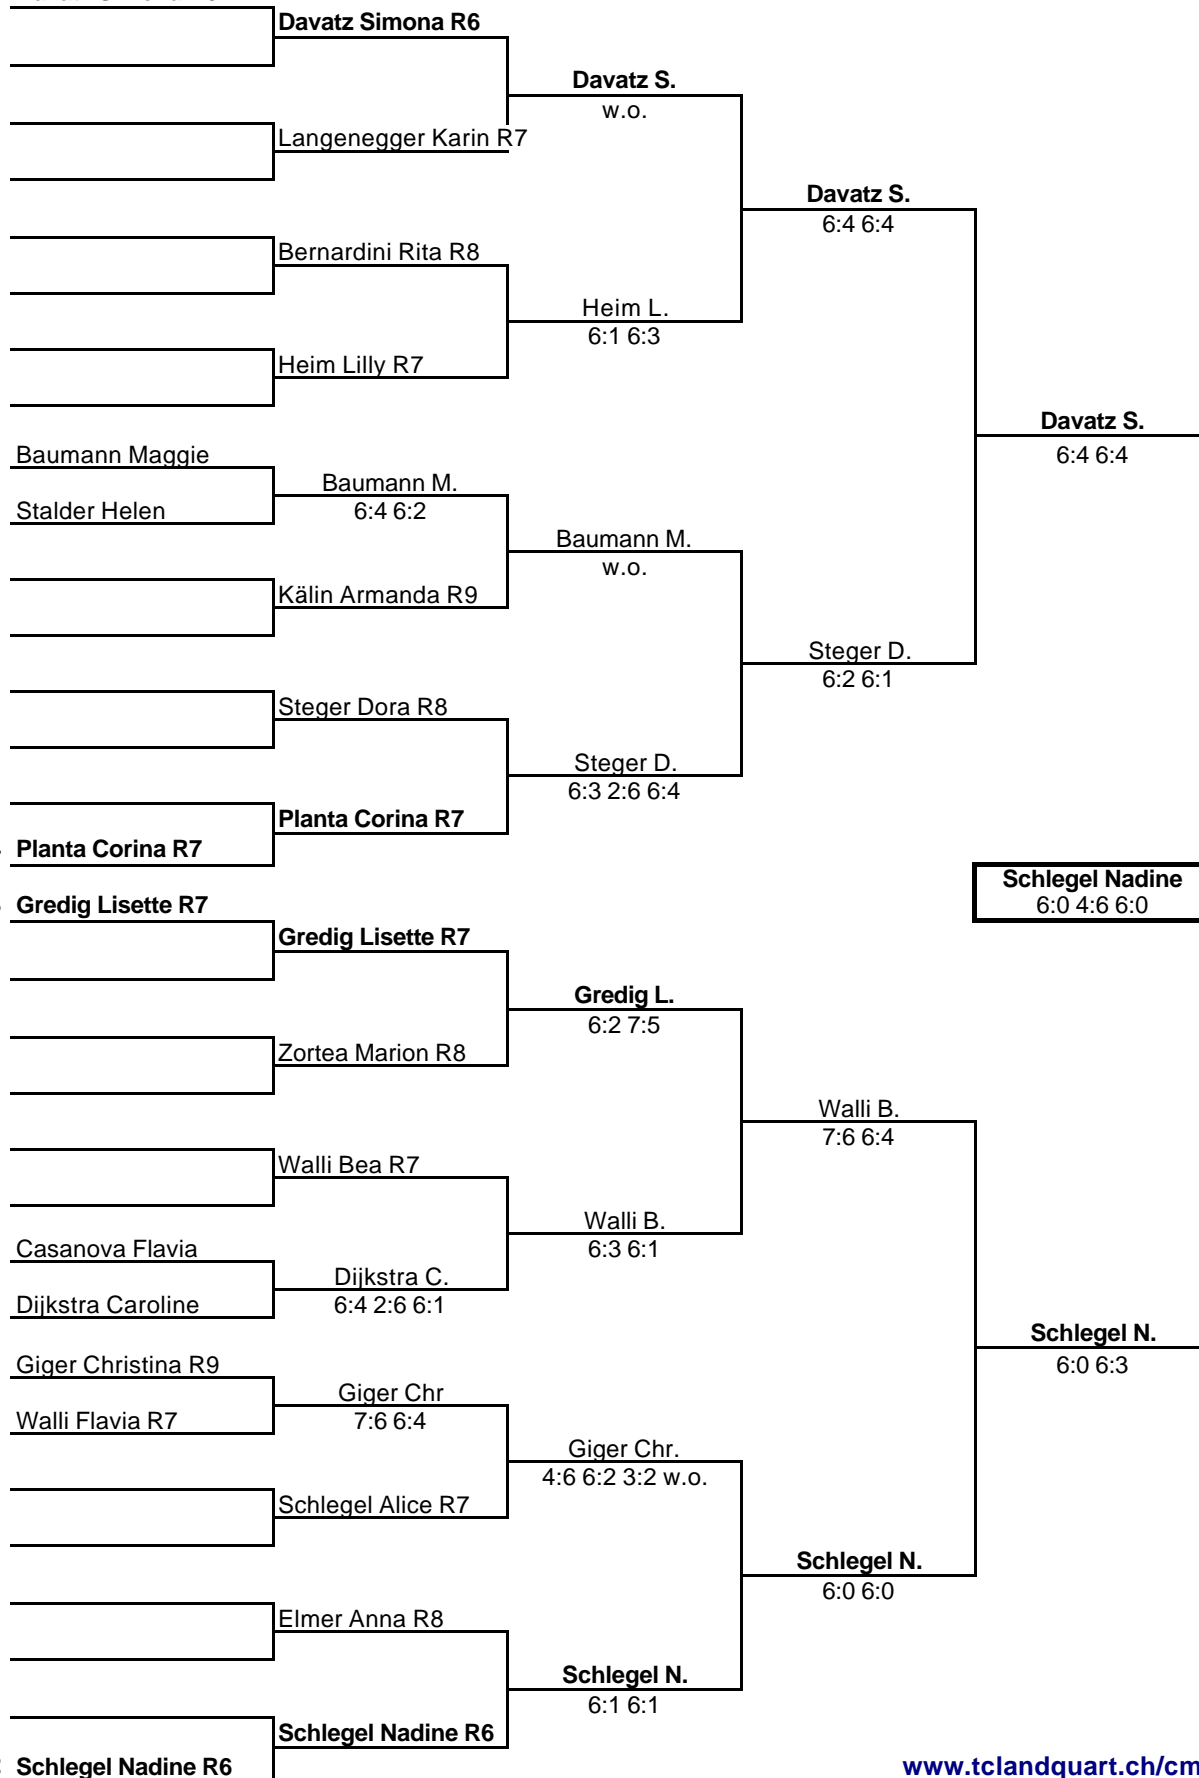 Davatz Simona R6
Davatz S.
w.o.
Langenegger Karin R7
Davatz S.
6:4 6:4
Bernardini Rita R8
Heim L.
6:1 6:3
Heim Lilly R7
Davatz S.
6:4 6:4
Baumann Maggie
Baumann M.
6:4 6:2
Stalder Helen
Baumann M.
w.o.
Kälin Armanda R9
Steger D.
6:2 6:1
Steger Dora R8
Steger D.
6:3 2:6 6:4
Planta Corina R7
Planta Corina R7
Schlegel Nadine
6:0 4:6 6:0
Gredig Lisette R7
Gredig Lisette R7
Gredig L.
6:2 7:5
Zortea Marion R8
Walli B.
7:6 6:4
Walli Bea R7
Walli B.
6:3 6:1
Casanova Flavia
Dijkstra C.
6:4 2:6 6:1
Dijkstra Caroline
Schlegel N.
6:0 6:3
Giger Christina R9
Giger Chr
7:6 6:4
Walli Flavia R7
Giger Chr.
4:6 6:2 3:2 w.o.
Schlegel Alice R7
Schlegel N.
6:0 6:0
Elmer Anna R8
Schlegel N.
6:1 6:1
Schlegel Nadine R6
Schlegel Nadine R6
www.tclandquart.ch/cm